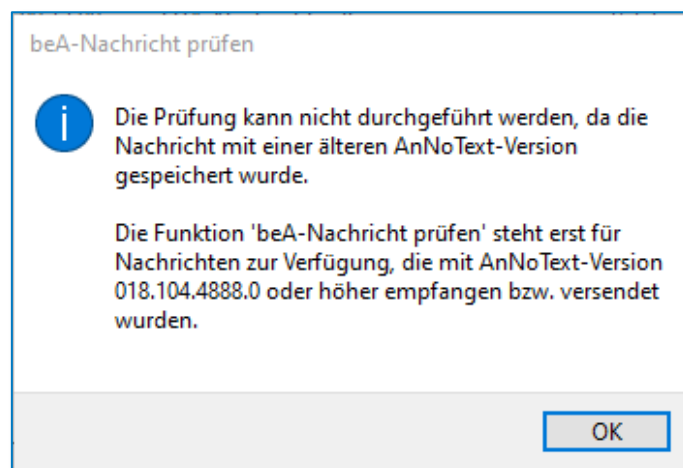 beA-Nachricht prüfen
Die Prüfung kann nicht durchgeführt werden, da die
Nachricht mit einer älteren AnNoText-Version
gespeichert wurde.
Die Funktion 'beA-Nachricht prüfen' steht erst für
Nachrichten zur Verfügung, die mit AnNoText-Version
018.104.4888.0 oder höher empfangen bzw. versendet
wurden.
OK